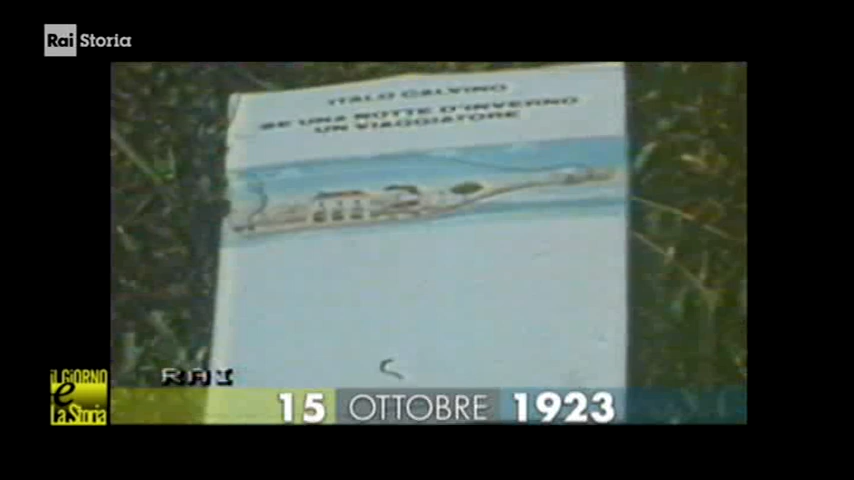 Rai Storia
ITALO CALVINO
SE UNA NOTTE D'INVERNO
UN VIAGGIATORE
RAI
iL GiORNO
e
La Storia
15 OTTOBRE 1923